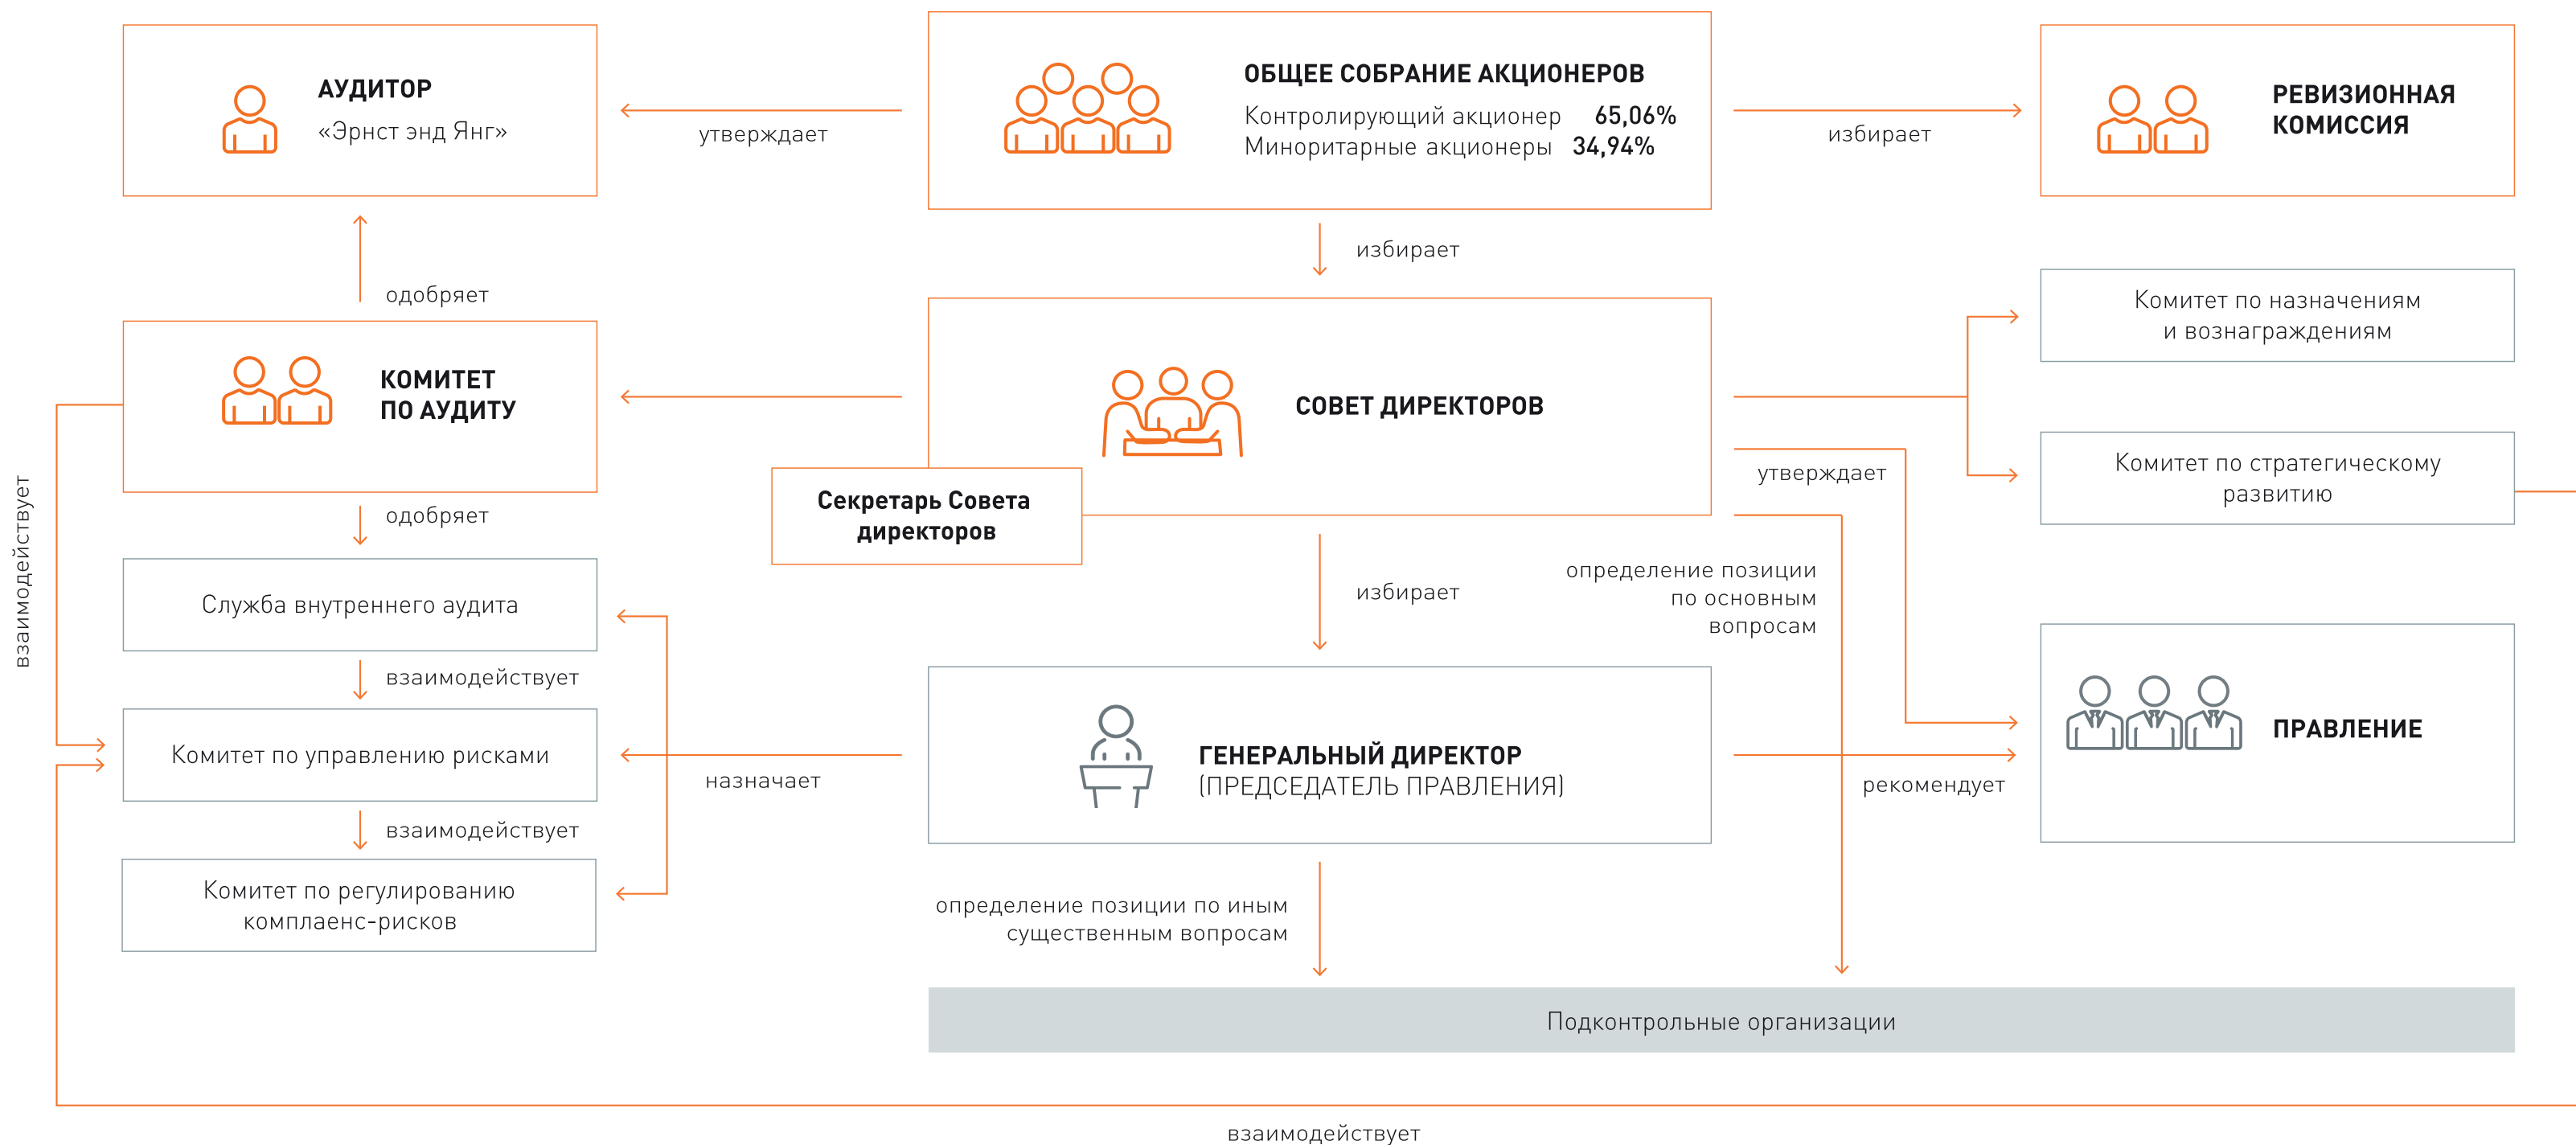 АУДИТОР
«Эрнст энд Янг»
утверждает
ОБЩЕЕ СОБРАНИЕ АКЦИОНЕРОВ
Контролирующий акционер 65,06%
Миноритарные акционеры 34,94%
избирает
РЕВИЗИОННАЯ
КОМИССИЯ
избирает
одобряет
КОМИТЕТ
ПО АУДИТУ
СОВЕТ ДИРЕКТОРОВ
Секретарь Совета
директоров
Комитет по назначениям
и вознаграждениям
Комитет по стратегическому
развитию
утверждает
одобряет
взаимодействует
Служба внутреннего аудита
избирает
определение позиции
по основным
вопросам
взаимодействует
Комитет по управлению рисками
назначает
ГЕНЕРАЛЬНЫЙ ДИРЕКТОР
(ПРЕДСЕДАТЕЛЬ ПРАВЛЕНИЯ)
рекомендует
ПРАВЛЕНИЕ
взаимодействует
Комитет по регулированию
комплаенс-рисков
определение позиции по иным
существенным вопросам
Подконтрольные организации
взаимодействует